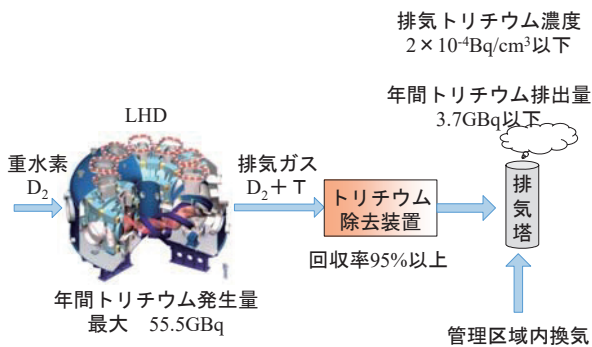 排気トリチウム濃度
2×10⁻⁴Bq/cm³以下
年間トリチウム排出量
3.7GBq以下
LHD
重水素
D₂
排気ガス
D₂＋T
トリチウム
除去装置
排気塔
回収率95%以上
年間トリチウム発生量
最大　55.5GBq
管理区域内換気